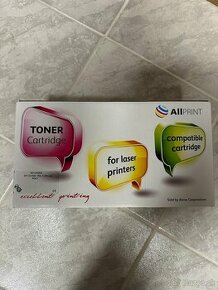 TONER
Cartridge
for laser
printers
AllPRINT
compatible
cartridge
excellent printing